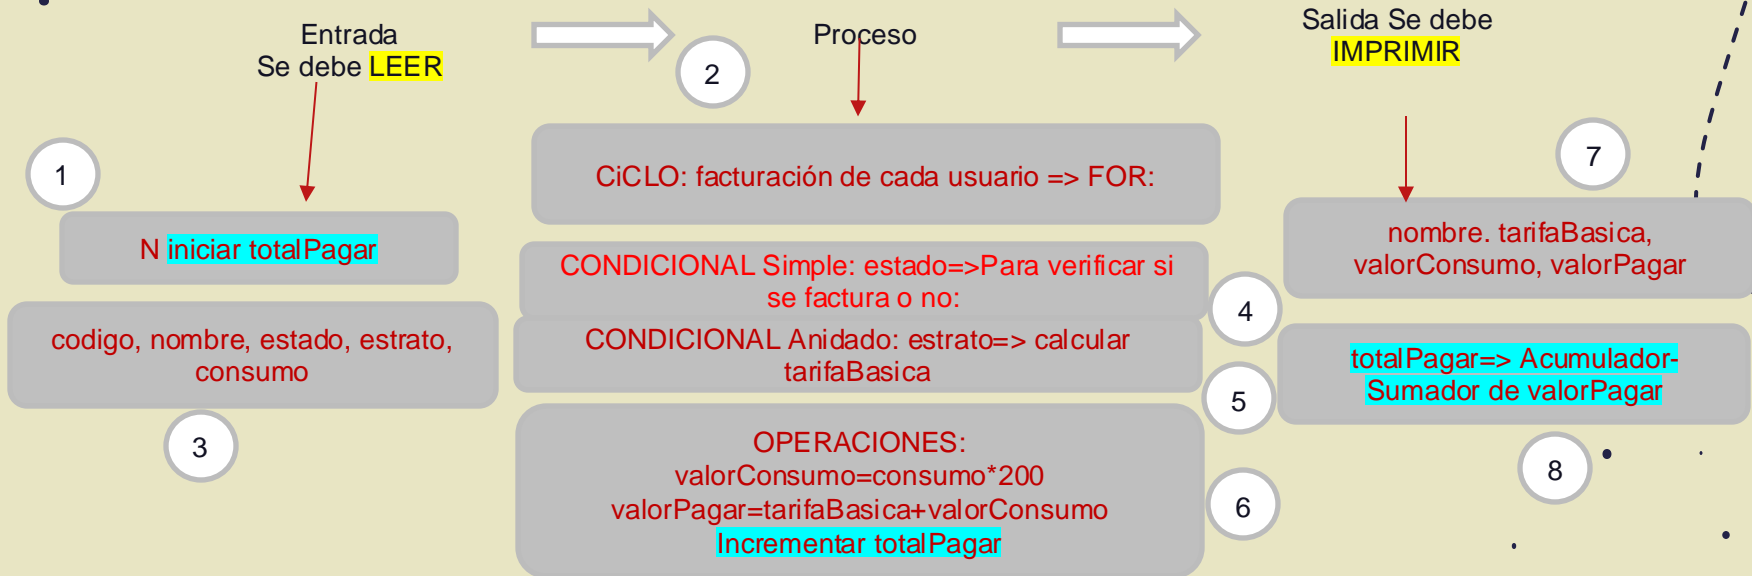 Entrada
Se debe LEER
Proceso
Salida Se debe
IMPRIMIR
1
N iniciar totalPagar
2
CiCLO: facturación de cada usuario => FOR:
3
codigo, nombre, estado, estrato,
consumo
CONDICIONAL Simple: estado=>Para verificar si
se factura o no:
4
CONDICIONAL Anidado: estrato=> calcular
tarifaBasica
5
OPERACIONES:
valorConsumo=consumo*200
valorPagar=tarifaBasica+valorConsumo
Incrementar totalPagar
6
7
nombre. tarifaBasica,
valorConsumo, valorPagar
totalPagar=> Acumulador-
Sumador de valorPagar
8